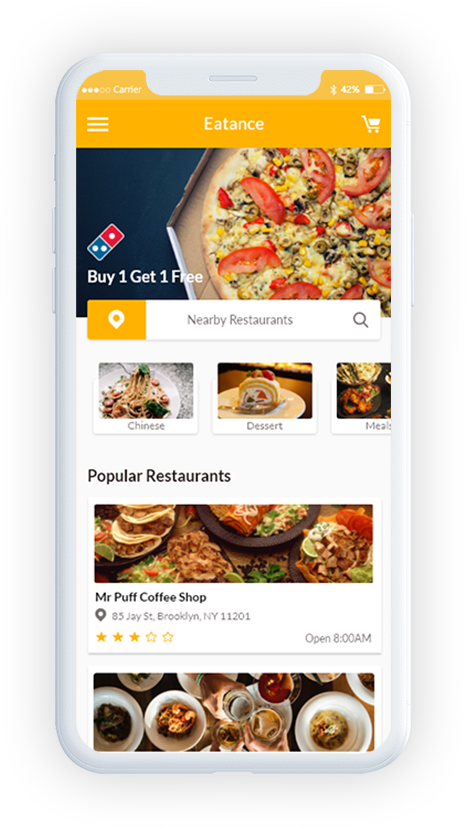 Carrier 42%
Eatance
Buy 1 Get 1 Free
Nearby Restaurants
Chinese Dessert Meals
Popular Restaurants
Mr Puff Coffee Shop
85 Jay St, Brooklyn, NY 11201
Open 8:00AM